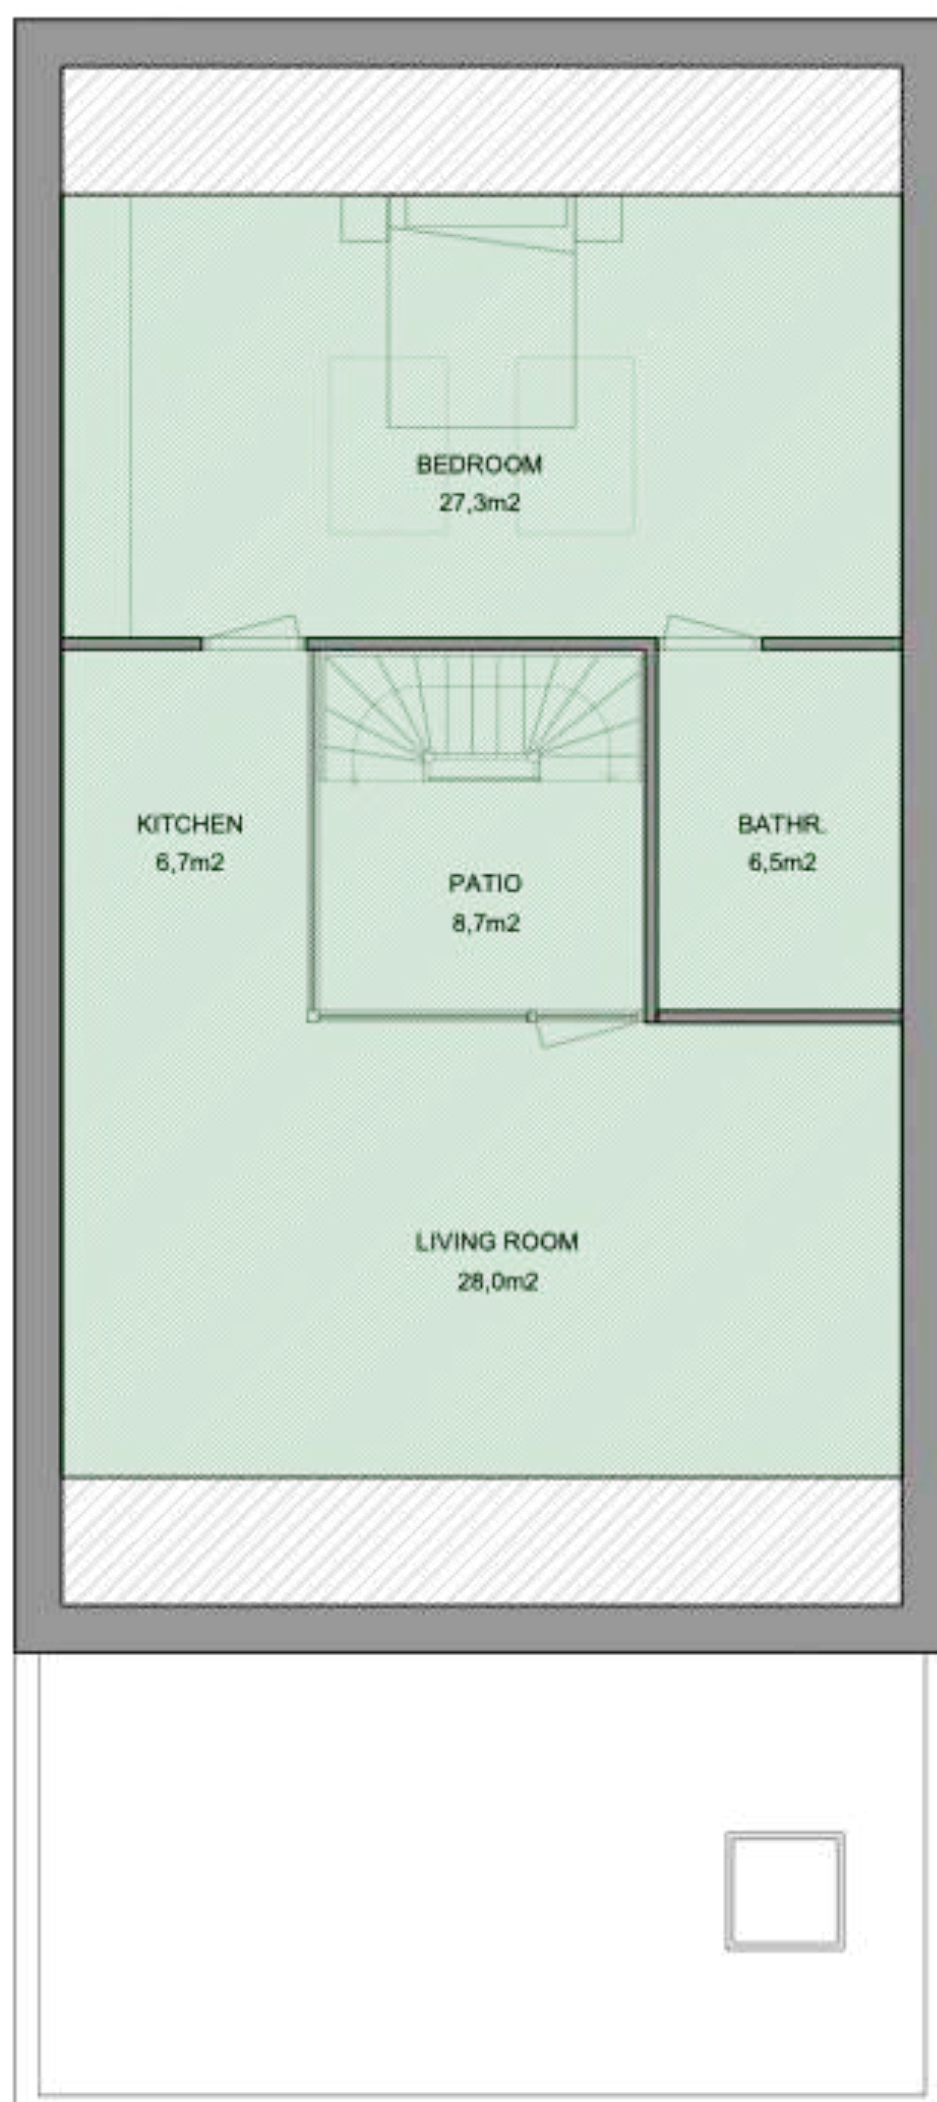 BEDROOM
27,3m2
KITCHEN
6,7m2
PATIO
8,7m2
BATHR.
6,5m2
LIVING ROOM
28,0m2